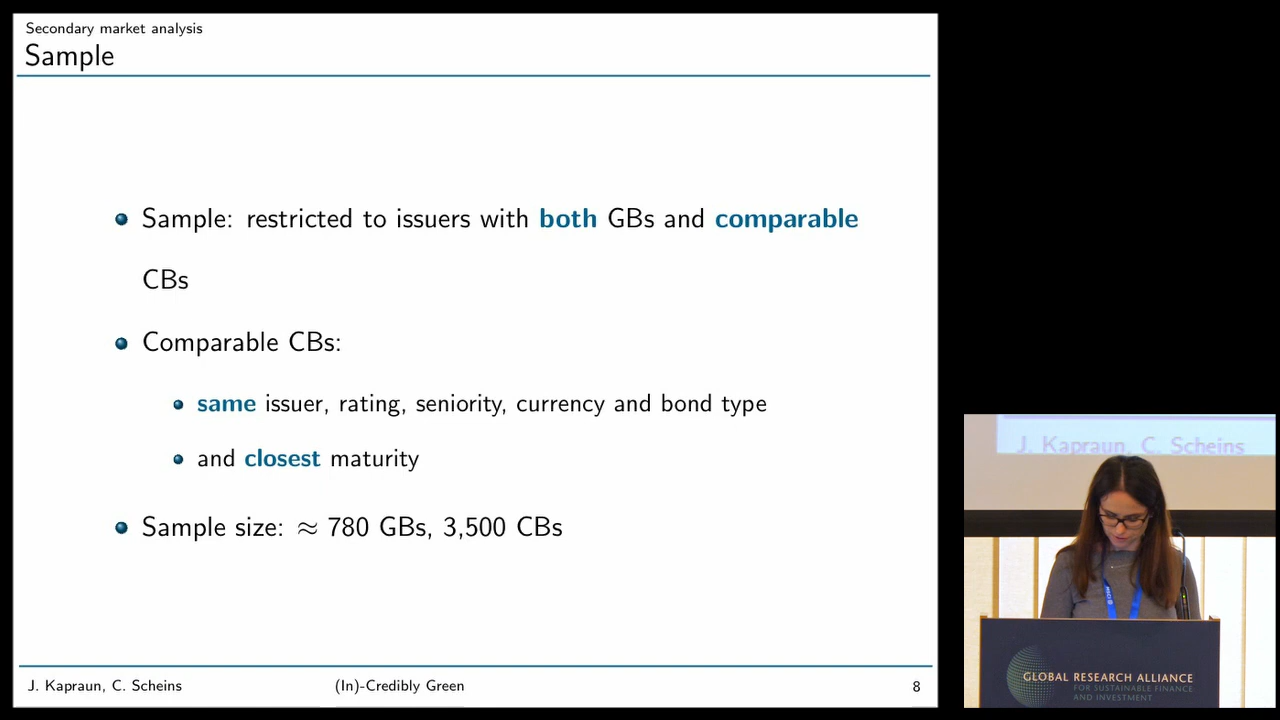 Secondary market analysis
Sample
Sample: restricted to issuers with both GBs and comparable
CBs
Comparable CBs:
same issuer, rating, seniority, currency and bond type
and closest maturity
Sample size: ≈ 780 GBs, 3,500 CBs
J. Kapraun, C. Scheins (In)-Credibly Green 8
J. Kapraun, C. Scheins
GLOBAL RESEARCH ALLIANCE
FOR SUSTAINABLE FINANCE
AND INVESTMENT